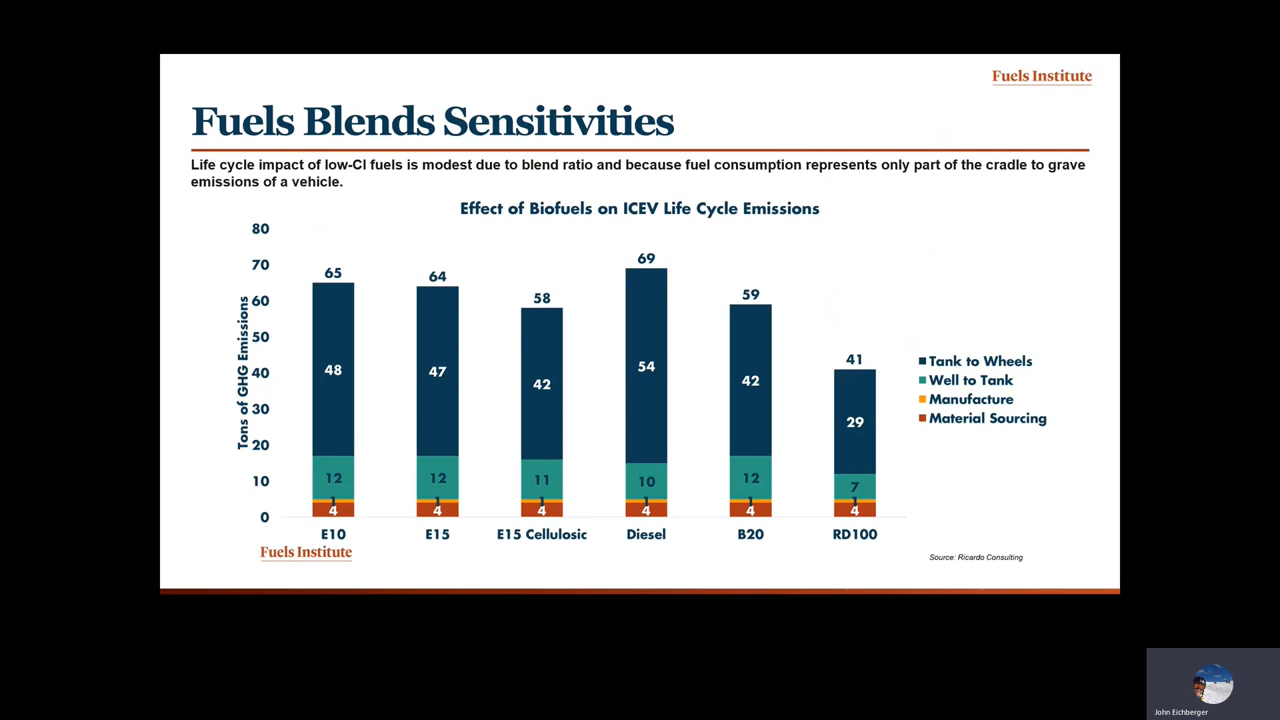 Fuels Institute
Fuels Blends Sensitivities
Life cycle impact of low-CI fuels is modest due to blend ratio and because fuel consumption represents only part of the cradle to grave
emissions of a vehicle.
Effect of Biofuels on ICEV Life Cycle Emissions
Tons of GHG Emissions
80
70
60
50
40
30
20
10
0
65
48
12
1
4
E10
64
47
12
1
4
E15
58
42
11
1
4
E15 Cellulosic
69
54
10
1
4
Diesel
59
42
12
1
4
B20
41
29
7
1
4
RD100
Tank to Wheels
Well to Tank
Manufacture
Material Sourcing
Fuels Institute
Source: Ricardo Consulting
John Eichberger